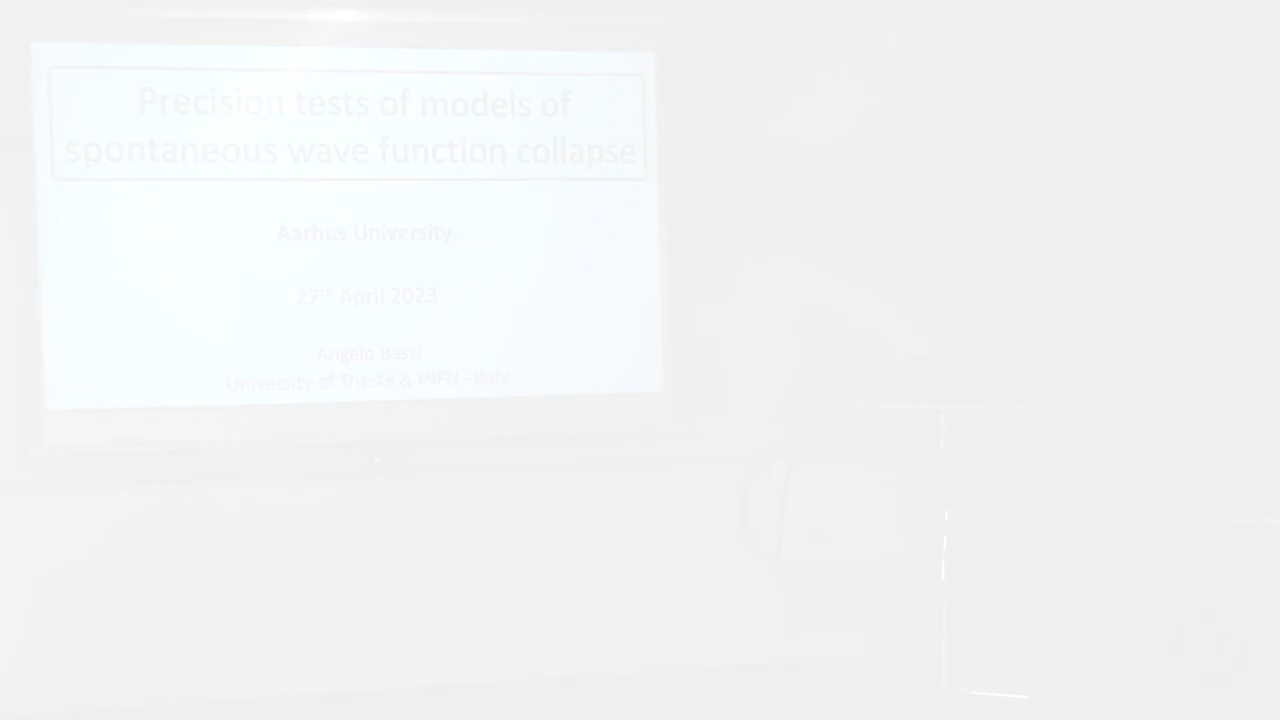 Precision tests of models of
spontaneous wave function collapse
Aarhus University
27th April 2023
Angelo Bassi
University of Trieste & INFN - Italy